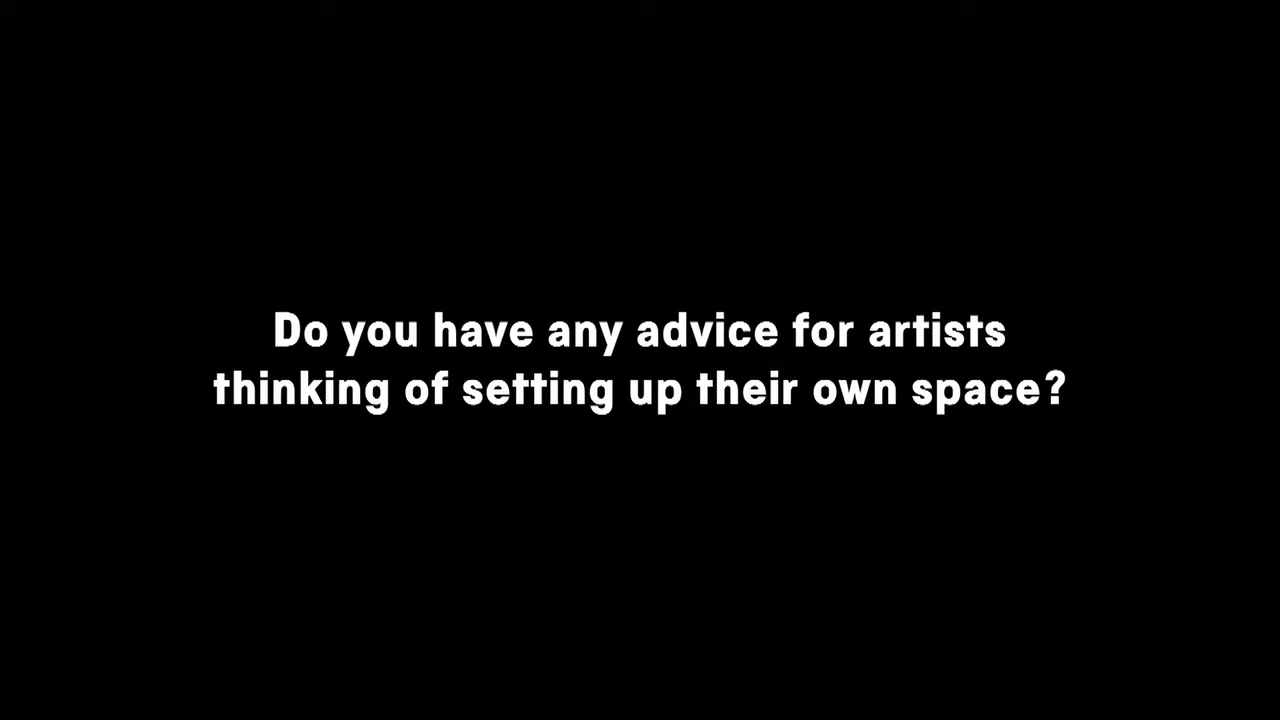 Do you have any advice for artists
thinking of setting up their own space?